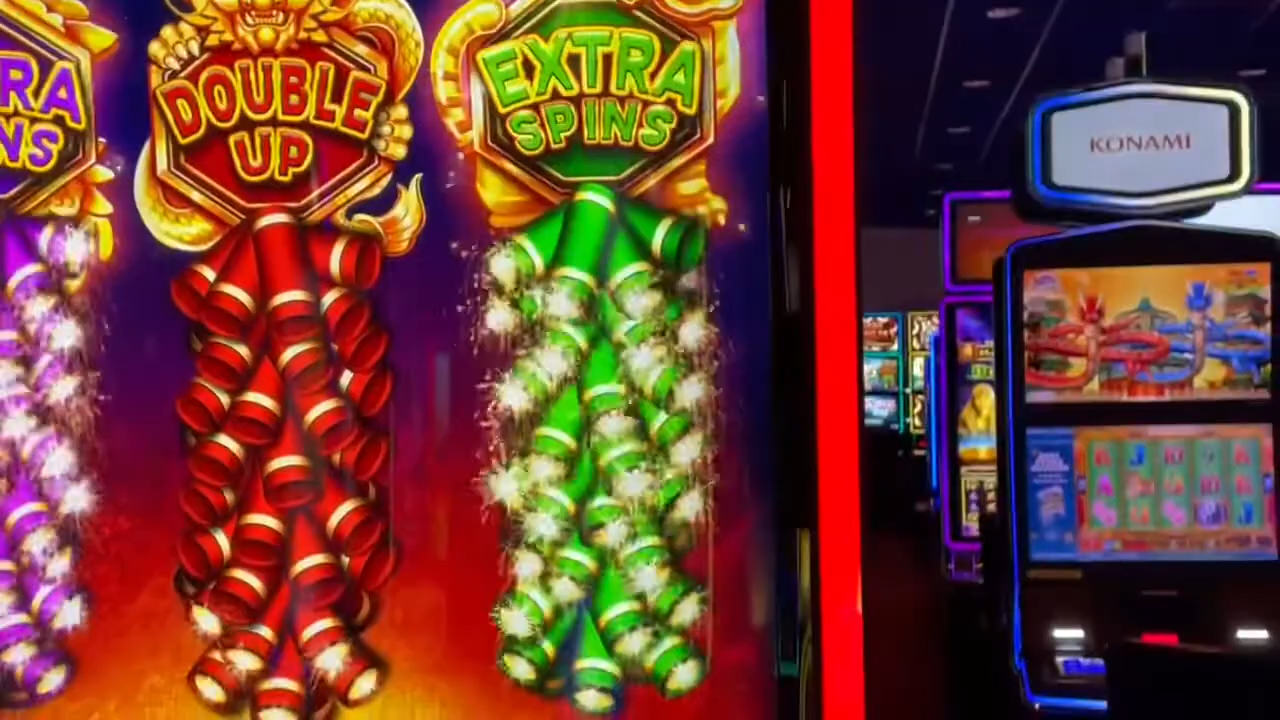 RA
NS
DOUBLE
UP
EXTRA
SPINS
KONAMI